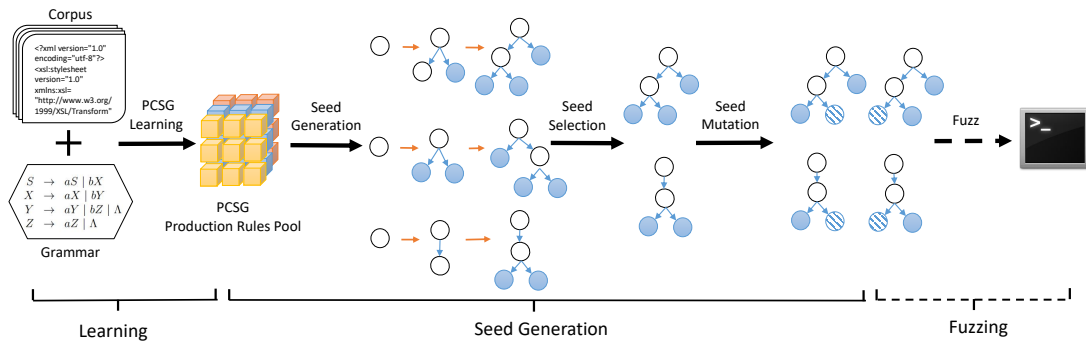 Corpus
<?xml version="1.0"
encoding="utf-8"?>
<xsl:stylesheet
version="1.0"
xmlns:xsl=
"http://www.w3.org/
1999/XSL/Transform"
S → aS | bX
X → aX | bY
Y → aY | bZ | Λ
Z → aZ | Λ
Grammar
PCSG
Learning
PCSG
Production Rules Pool
Seed
Generation
Seed
Selection
Seed
Mutation
Fuzz
>_
Learning
Seed Generation
Fuzzing